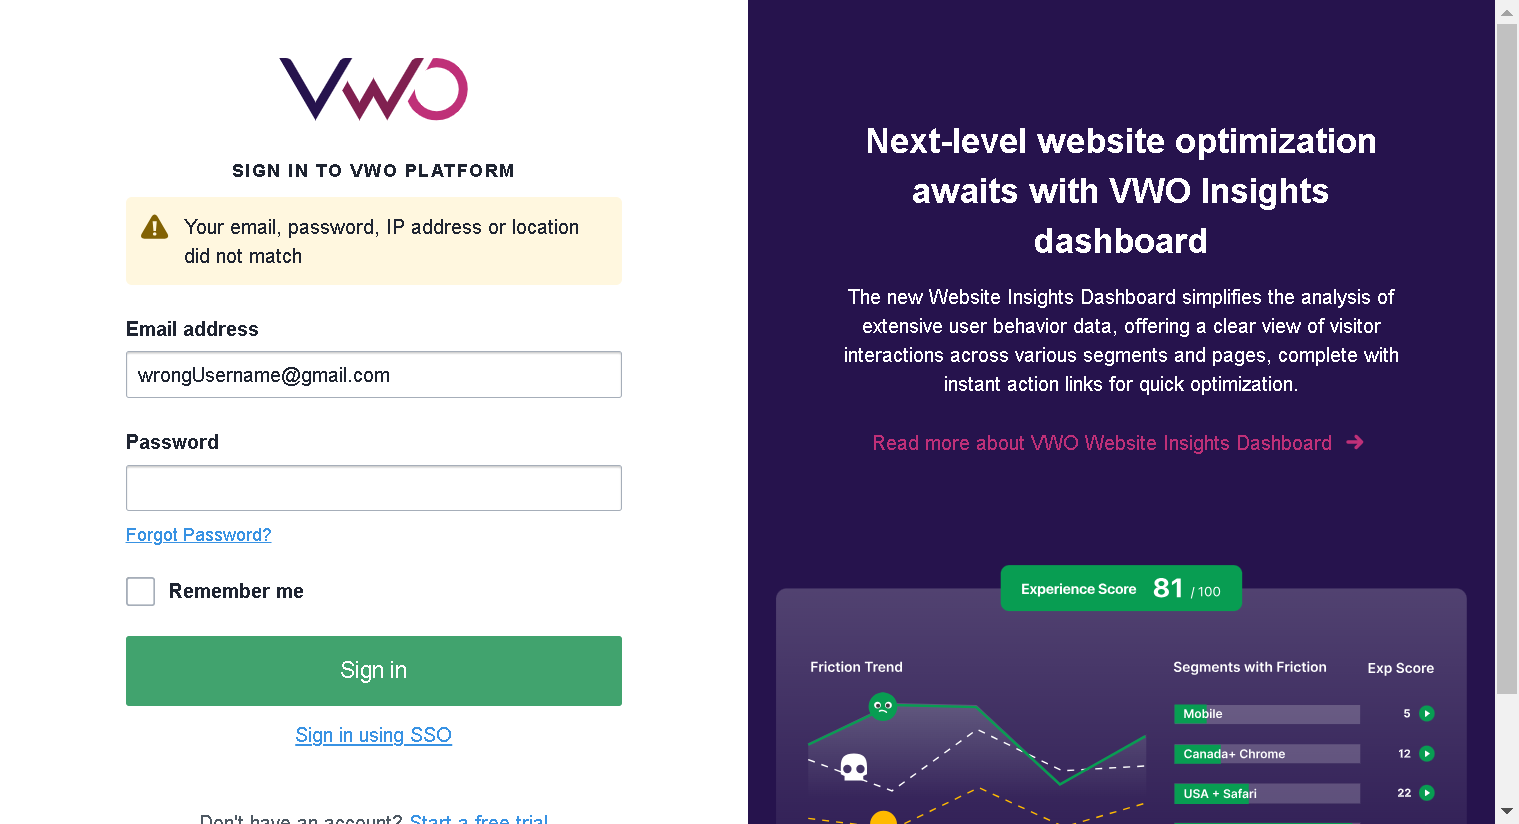 VWO
SIGN IN TO VWO PLATFORM
Your email, password, IP address or location
did not match
Email address
wrongUsername@gmail.com
Password
Forgot Password?
Remember me
Sign in
Sign in using SSO
Don't have an account? Start a free trial
Next-level website optimization
awaits with VWO Insights
dashboard
The new Website Insights Dashboard simplifies the analysis of
extensive user behavior data, offering a clear view of visitor
interactions across various segments and pages, complete with
instant action links for quick optimization.
Read more about VWO Website Insights Dashboard
Experience Score 81 / 100
Friction Trend
Segments with Friction Exp Score
Mobile 5
Canada+ Chrome 12
USA + Safari 22